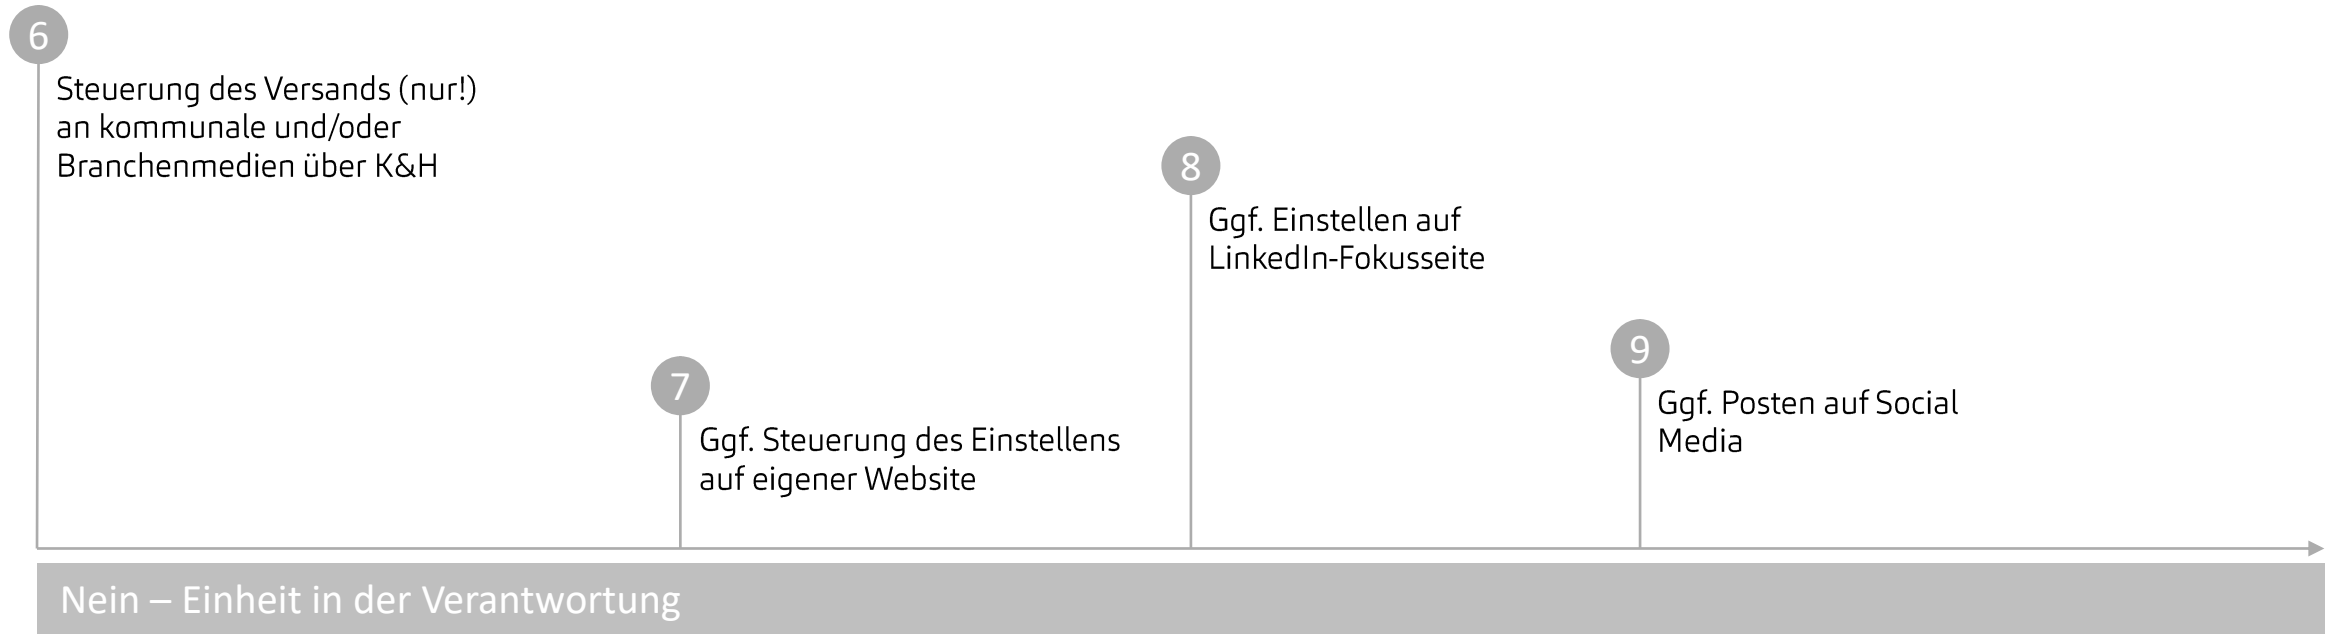 6
Steuerung des Versands (nur!)
an kommunale und/oder
Branchenmedien über K&H
7
Ggf. Steuerung des Einstellens
auf eigener Website
8
Ggf. Einstellen auf
LinkedIn-Fokusseite
9
Ggf. Posten auf Social
Media
Nein – Einheit in der Verantwortung